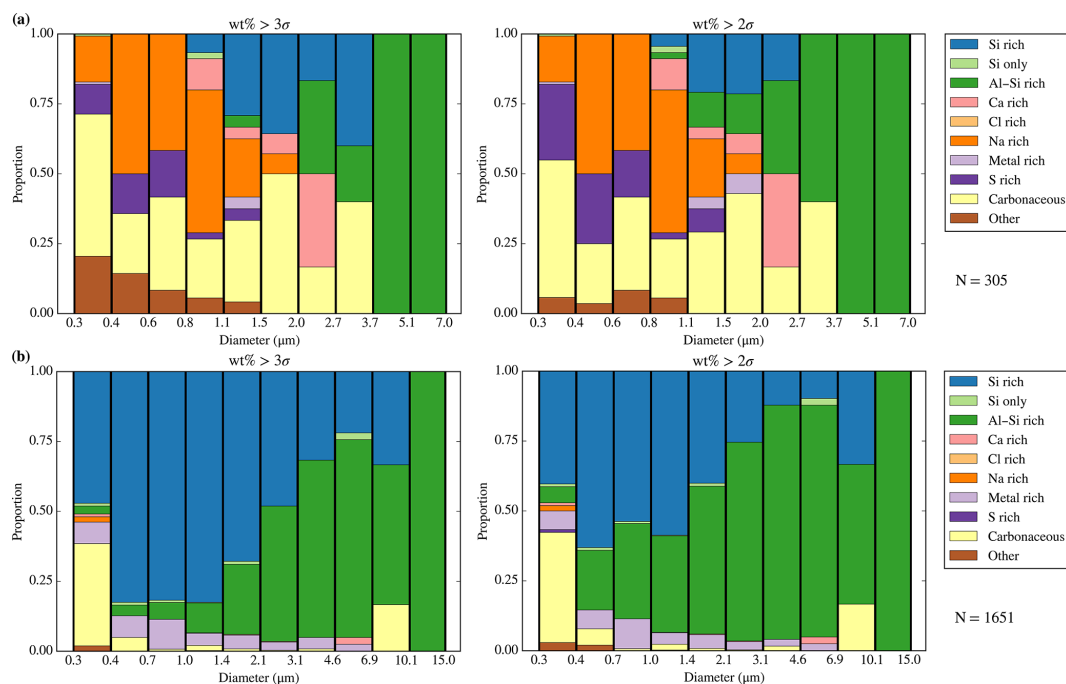 (a)
wt% > 3σ
wt% > 2σ
1.00
0.75
0.50
0.25
0.00
Proportion
0.3 0.4 0.6 0.8 1.1 1.5 2.0 2.7 3.7 5.1 7.0
Diameter (μm)
1.00
0.75
0.50
0.25
0.00
Proportion
0.3 0.4 0.6 0.8 1.1 1.5 2.0 2.7 3.7 5.1 7.0
Diameter (μm)
Si rich
Si only
Al−Si rich
Ca rich
Cl rich
Na rich
Metal rich
S rich
Carbonaceous
Other
N = 305
(b)
wt% > 3σ
wt% > 2σ
1.00
0.75
0.50
0.25
0.00
Proportion
0.3 0.4 0.7 1.0 1.4 2.1 3.1 4.6 6.9 10.1 15.0
Diameter (μm)
1.00
0.75
0.50
0.25
0.00
Proportion
0.3 0.4 0.7 1.0 1.4 2.1 3.1 4.6 6.9 10.1 15.0
Diameter (μm)
Si rich
Si only
Al−Si rich
Ca rich
Cl rich
Na rich
Metal rich
S rich
Carbonaceous
Other
N = 1651